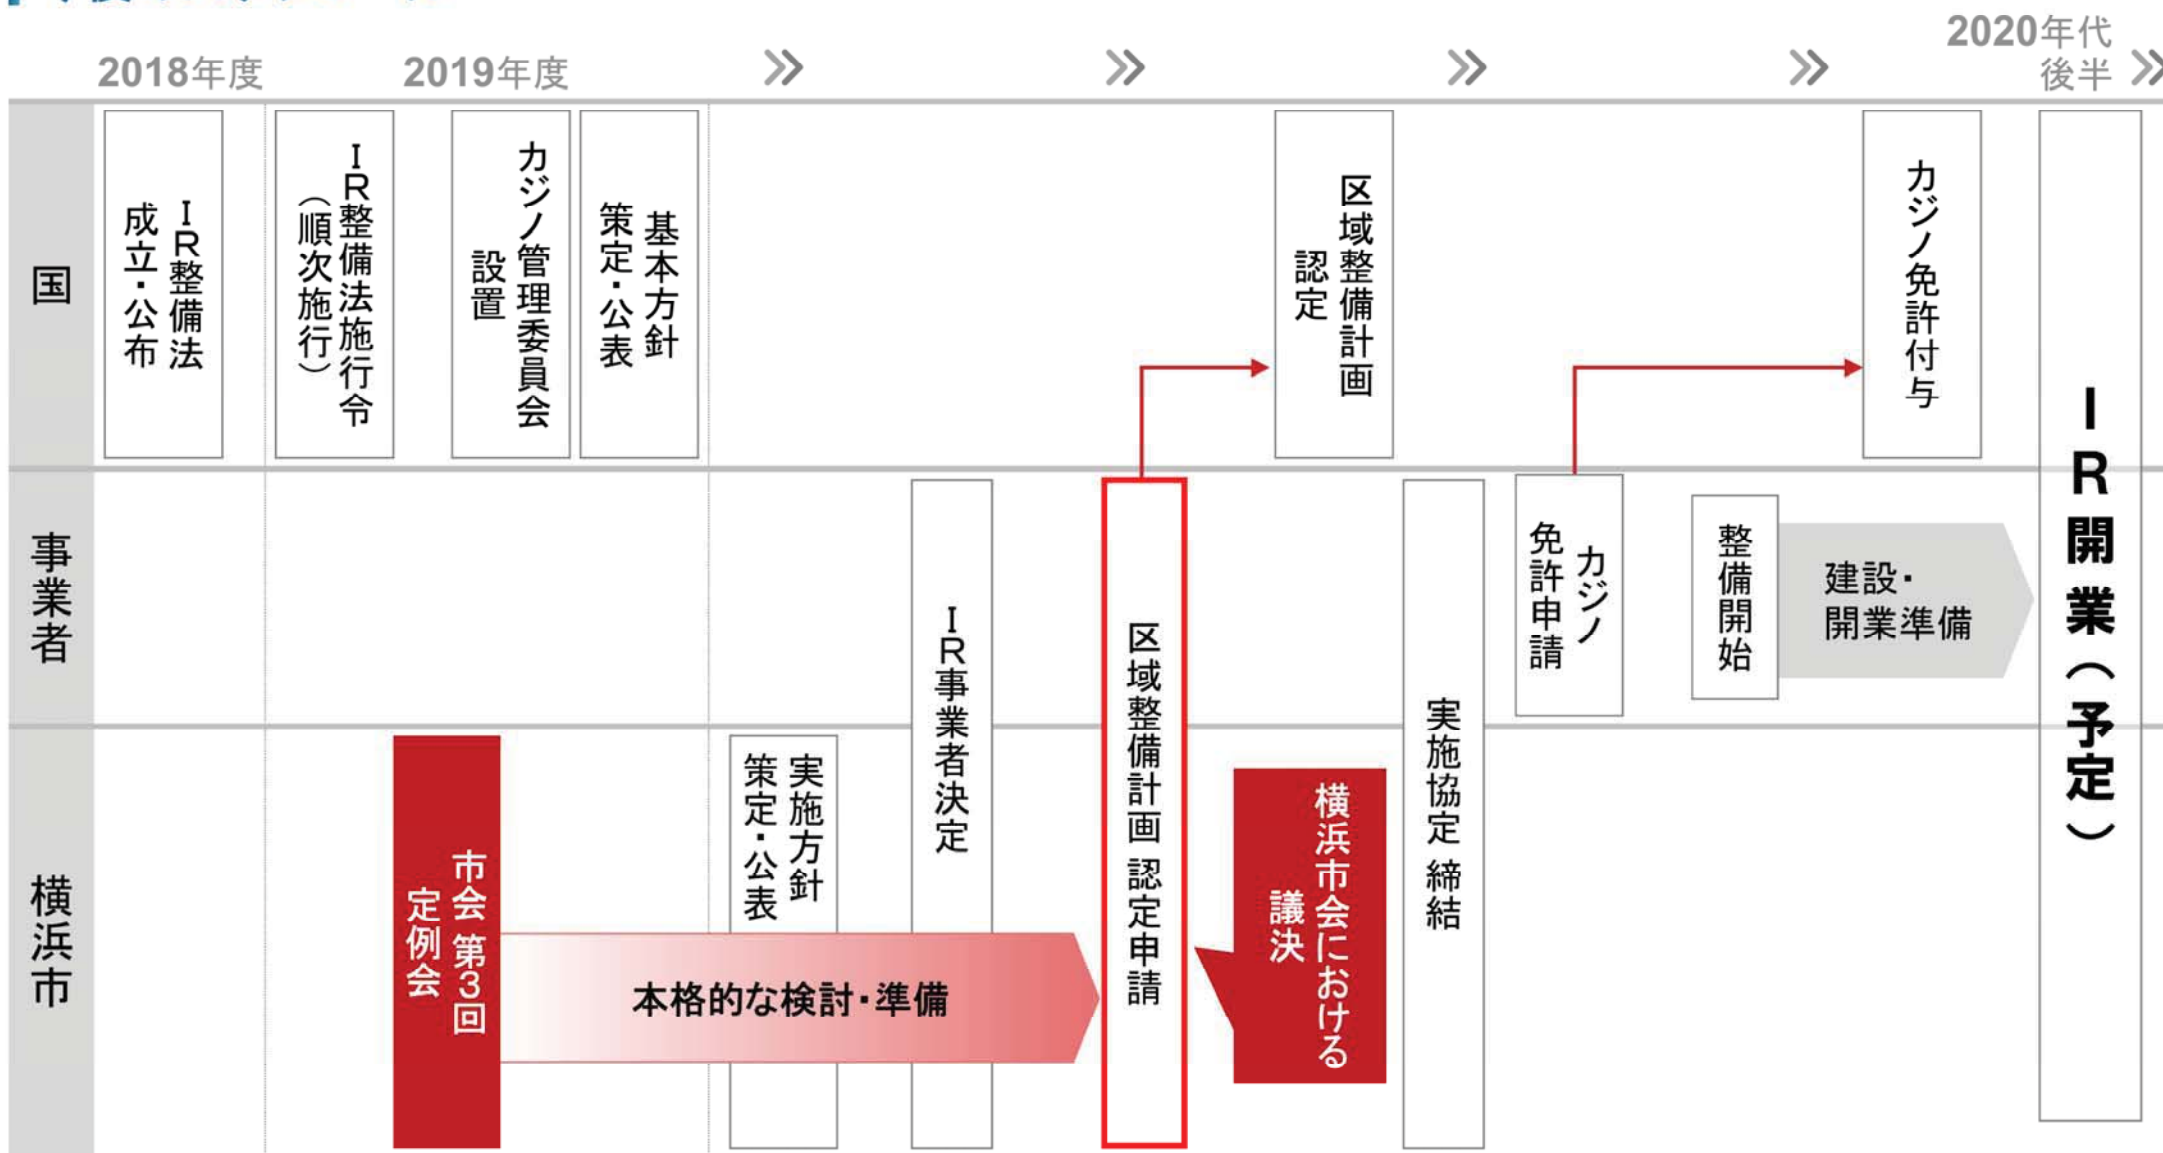 2018年度
2019年度
2020年代
後半
国
IR整備法
成立・公布
IR整備法施行令
(順次施行)
カジノ管理委員会
設置
基本方針
策定・公表
区域整備計画
認定
カジノ免許付与
事業者
IR事業者決定
区域整備計画 認定申請
実施協定 締結
カジノ
免許申請
整備開始
建設・
開業準備
IR開業(予定)
横浜市
市会 第3回
定例会
実施方針
策定・公表
本格的な検討・準備
横浜市会における
議決